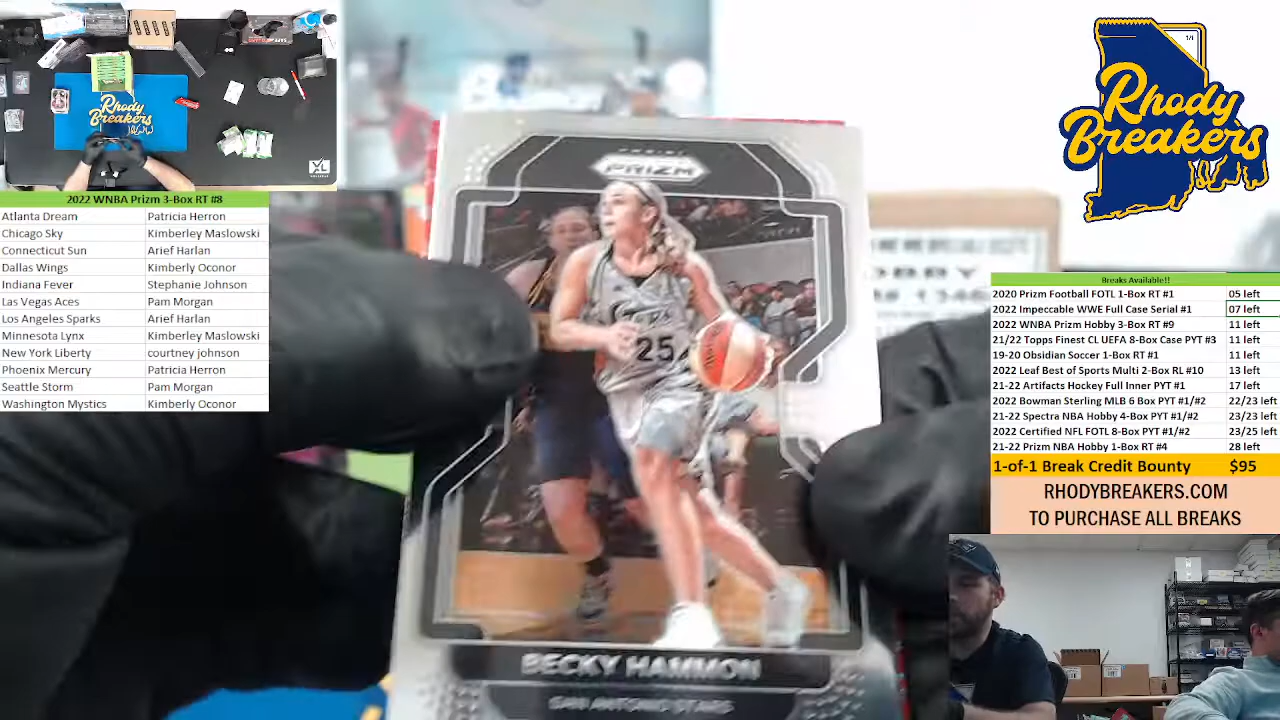 Rhody
Breakers
Rhody
Breakers
1/1
2022 WNBA Prizm 3-Box RT #8
Atlanta Dream Patricia Herron
Chicago Sky Kimberley Maslowski
Connecticut Sun Arief Harlan
Dallas Wings Kimberly Oconor
Indiana Fever Stephanie Johnson
Las Vegas Aces Pam Morgan
Los Angeles Sparks Arief Harlan
Minnesota Lynx Kimberley Maslowski
New York Liberty courtney johnson
Phoenix Mercury Patricia Herron
Seattle Storm Pam Morgan
Washington Mystics Kimberly Oconor
PANINI
PRIZM
25
BECKY HAMMON
SAN ANTONIO STARS
Breaks Available!!
2020 Prizm Football FOTL 1-Box RT #1 05 left
2022 Impeccable WWE Full Case Serial #1 07 left
2022 WNBA Prizm Hobby 3-Box RT #9 11 left
21/22 Topps Finest CL UEFA 8-Box Case PYT #3 11 left
19-20 Obsidian Soccer 1-Box RT #1 11 left
2022 Leaf Best of Sports Multi 2-Box RL #10 13 left
21-22 Artifacts Hockey Full Inner PYT #1 17 left
2022 Bowman Sterling MLB 6 Box PYT #1/#2 22/23 left
21-22 Spectra NBA Hobby 4-Box PYT #1/#2 23/23 left
2022 Certified NFL FOTL 8-Box PYT #1/#2 23/25 left
21-22 Prizm NBA Hobby 1-Box RT #4 28 left
1-of-1 Break Credit Bounty $95
RHODYBREAKERS.COM
TO PURCHASE ALL BREAKS